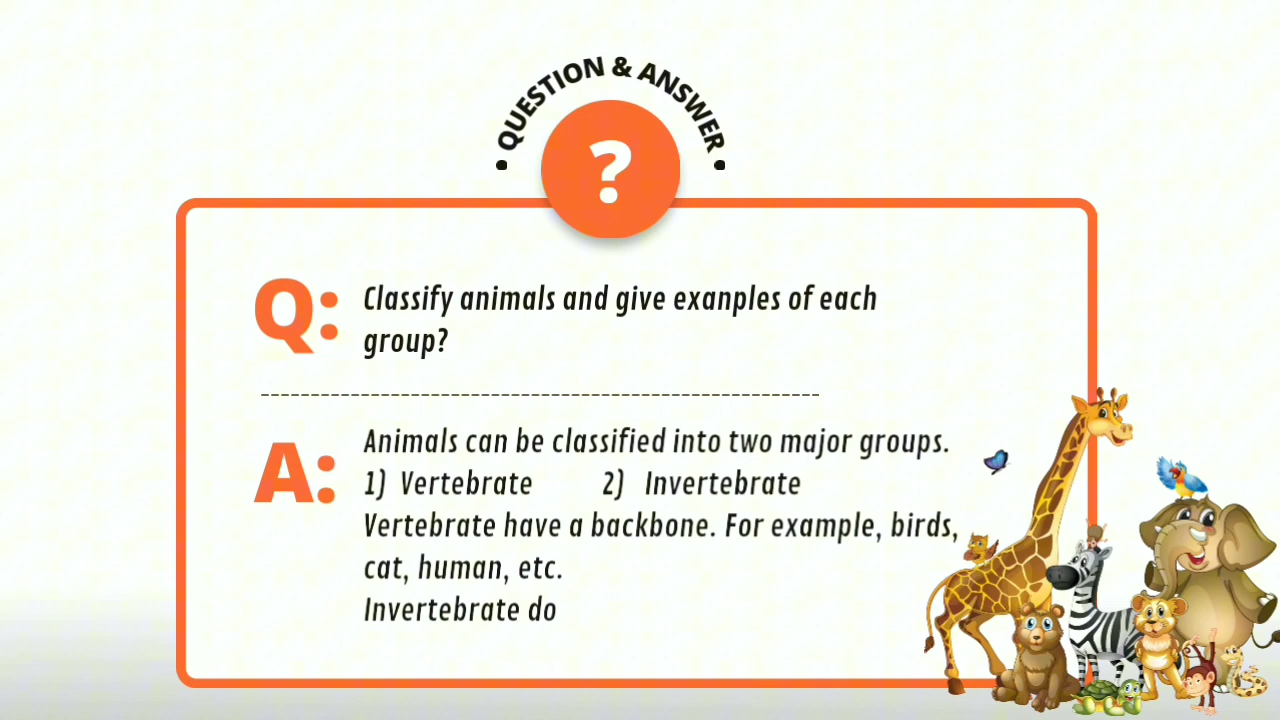 • QUESTION & ANSWER •
?
Q: Classify animals and give exanples of each
group?
A: Animals can be classified into two major groups.
1) Vertebrate 2) Invertebrate
Vertebrate have a backbone. For example, birds,
cat, human, etc.
Invertebrate do